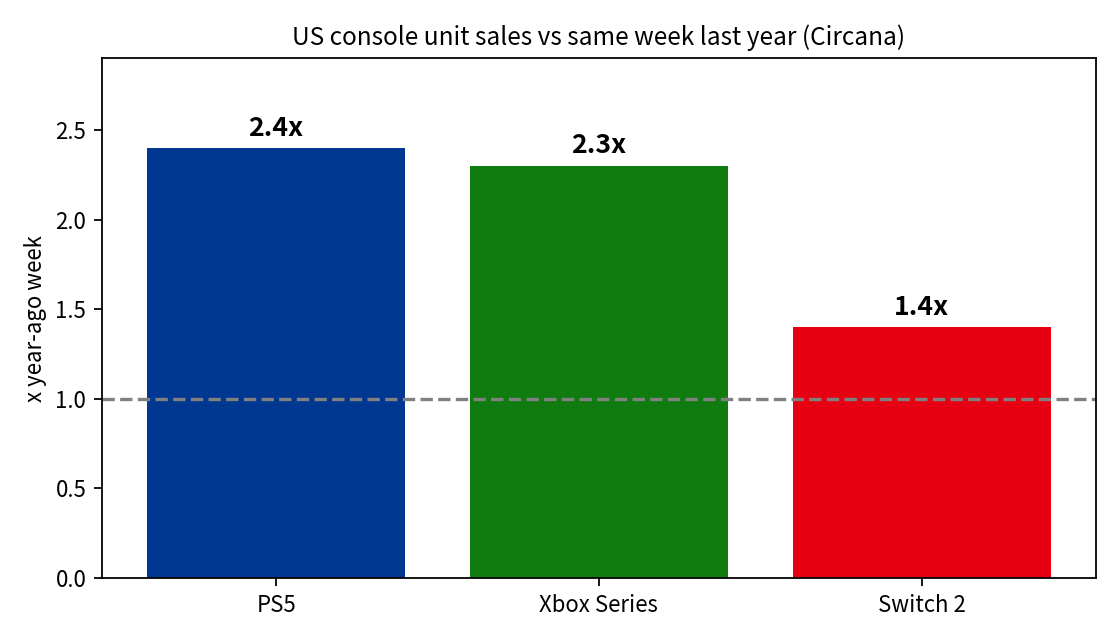 US console unit sales vs same week last year (Circana)
x year-ago week
2.5
2.0
1.5
1.0
0.5
0.0
2.4x
2.3x
1.4x
PS5
Xbox Series
Switch 2